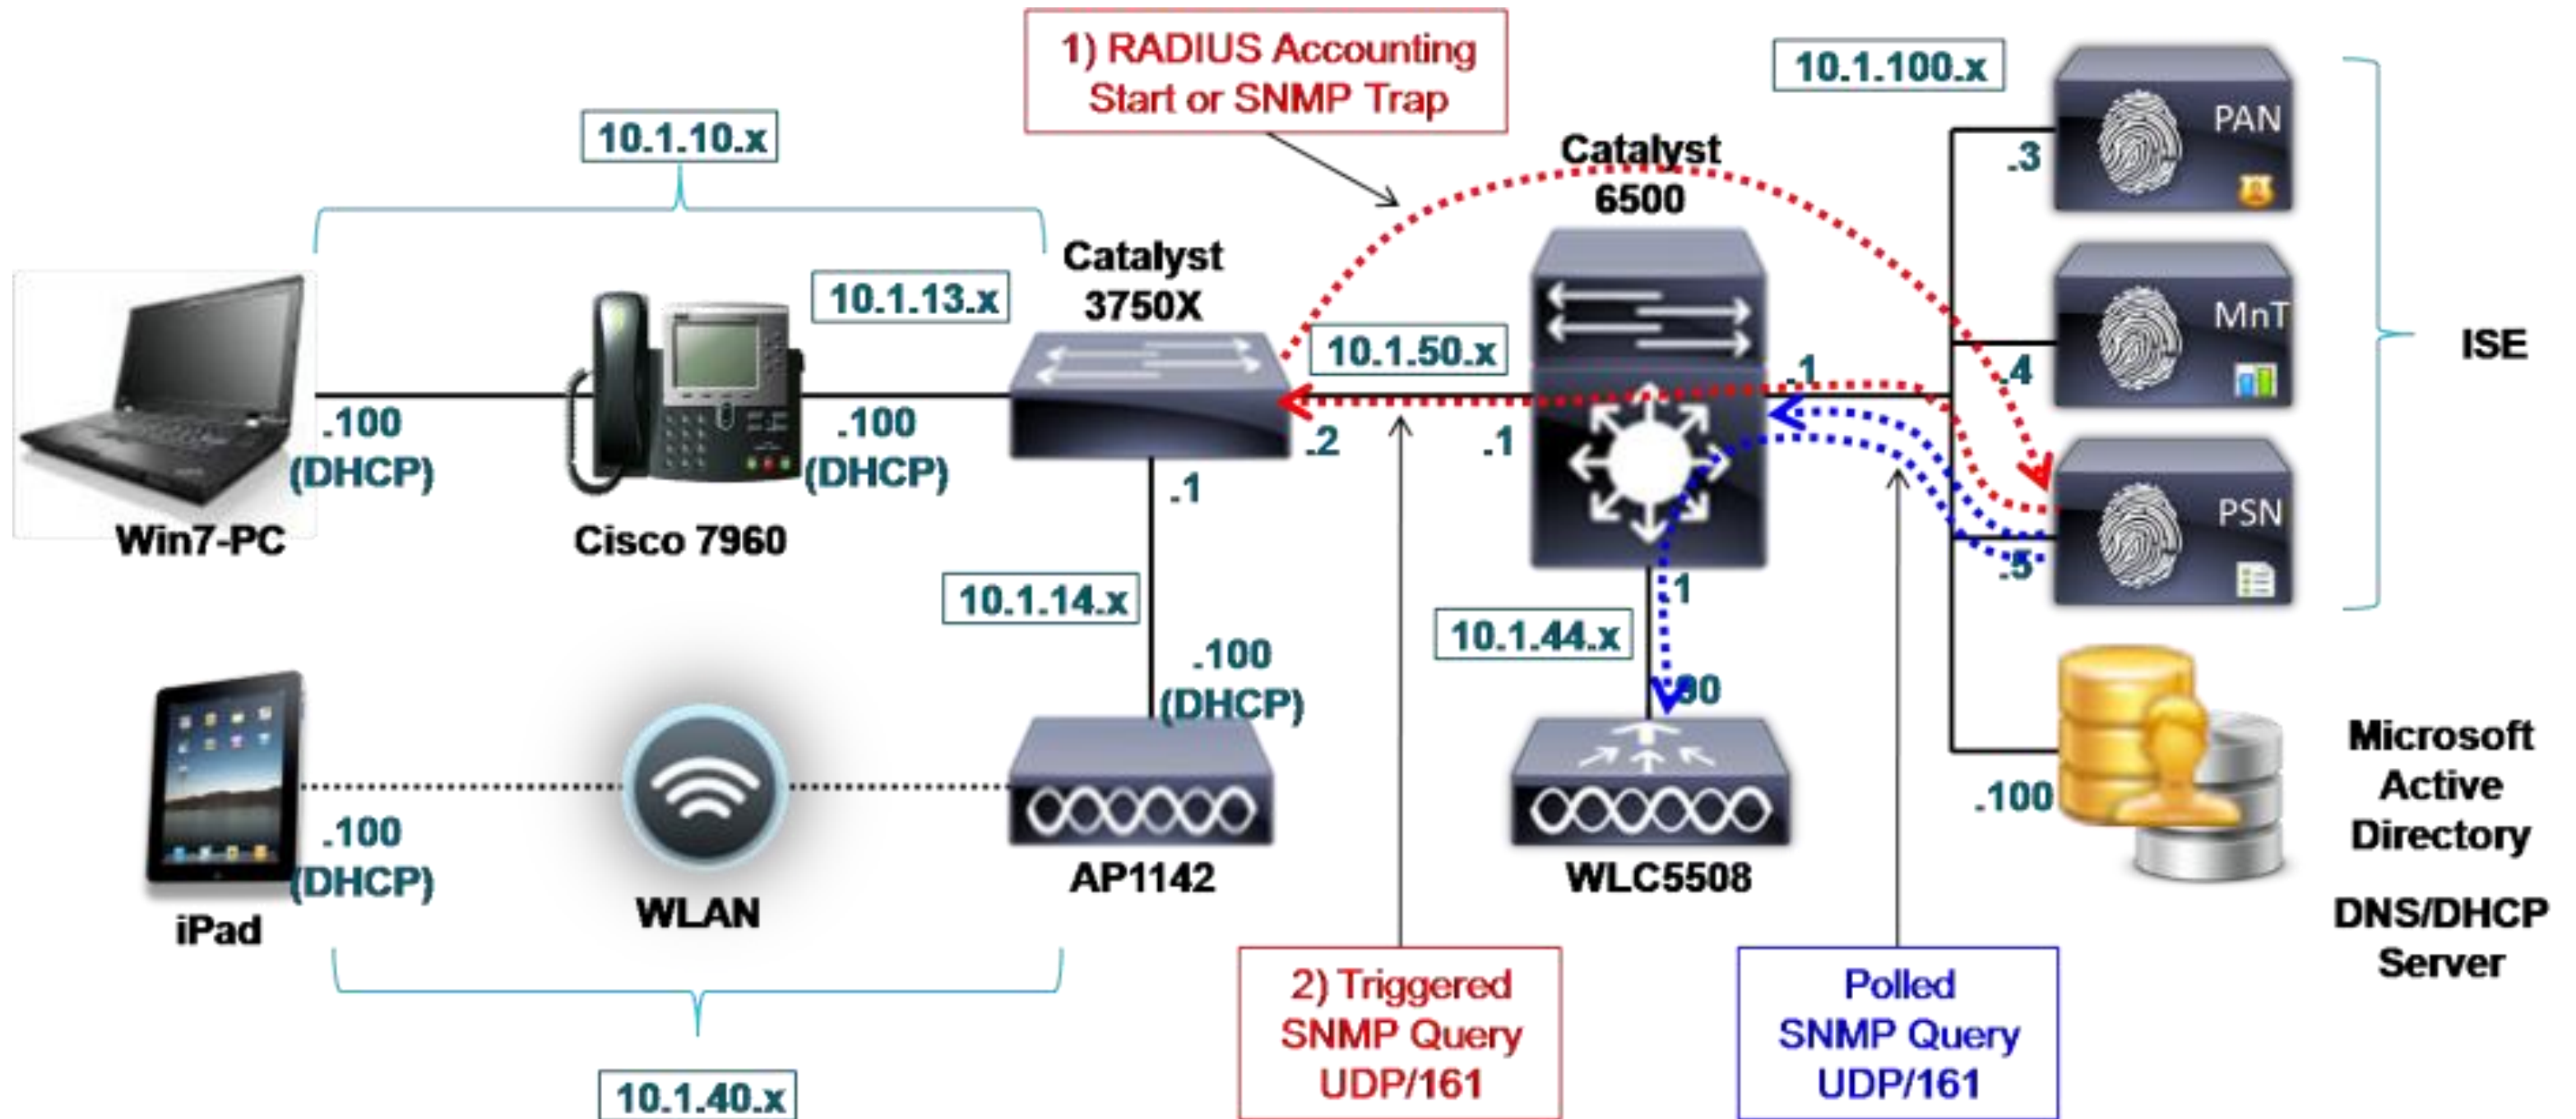 1) RADIUS Accounting
Start or SNMP Trap
10.1.100.x
PAN
.3
10.1.10.x
Catalyst
6500
Catalyst
3750X
10.1.13.x
10.1.50.x
MnT
.4
ISE
.1
.100
(DHCP)
.100
(DHCP)
.2
.1
.1
PSN
.5
Win7-PC
Cisco 7960
10.1.14.x
.1
10.1.44.x
.100
(DHCP)
.90
Microsoft
Active
Directory
.100
.100
(DHCP)
AP1142
WLC5508
WLAN
iPad
DNS/DHCP
Server
2) Triggered
SNMP Query
UDP/161
Polled
SNMP Query
UDP/161
10.1.40.x